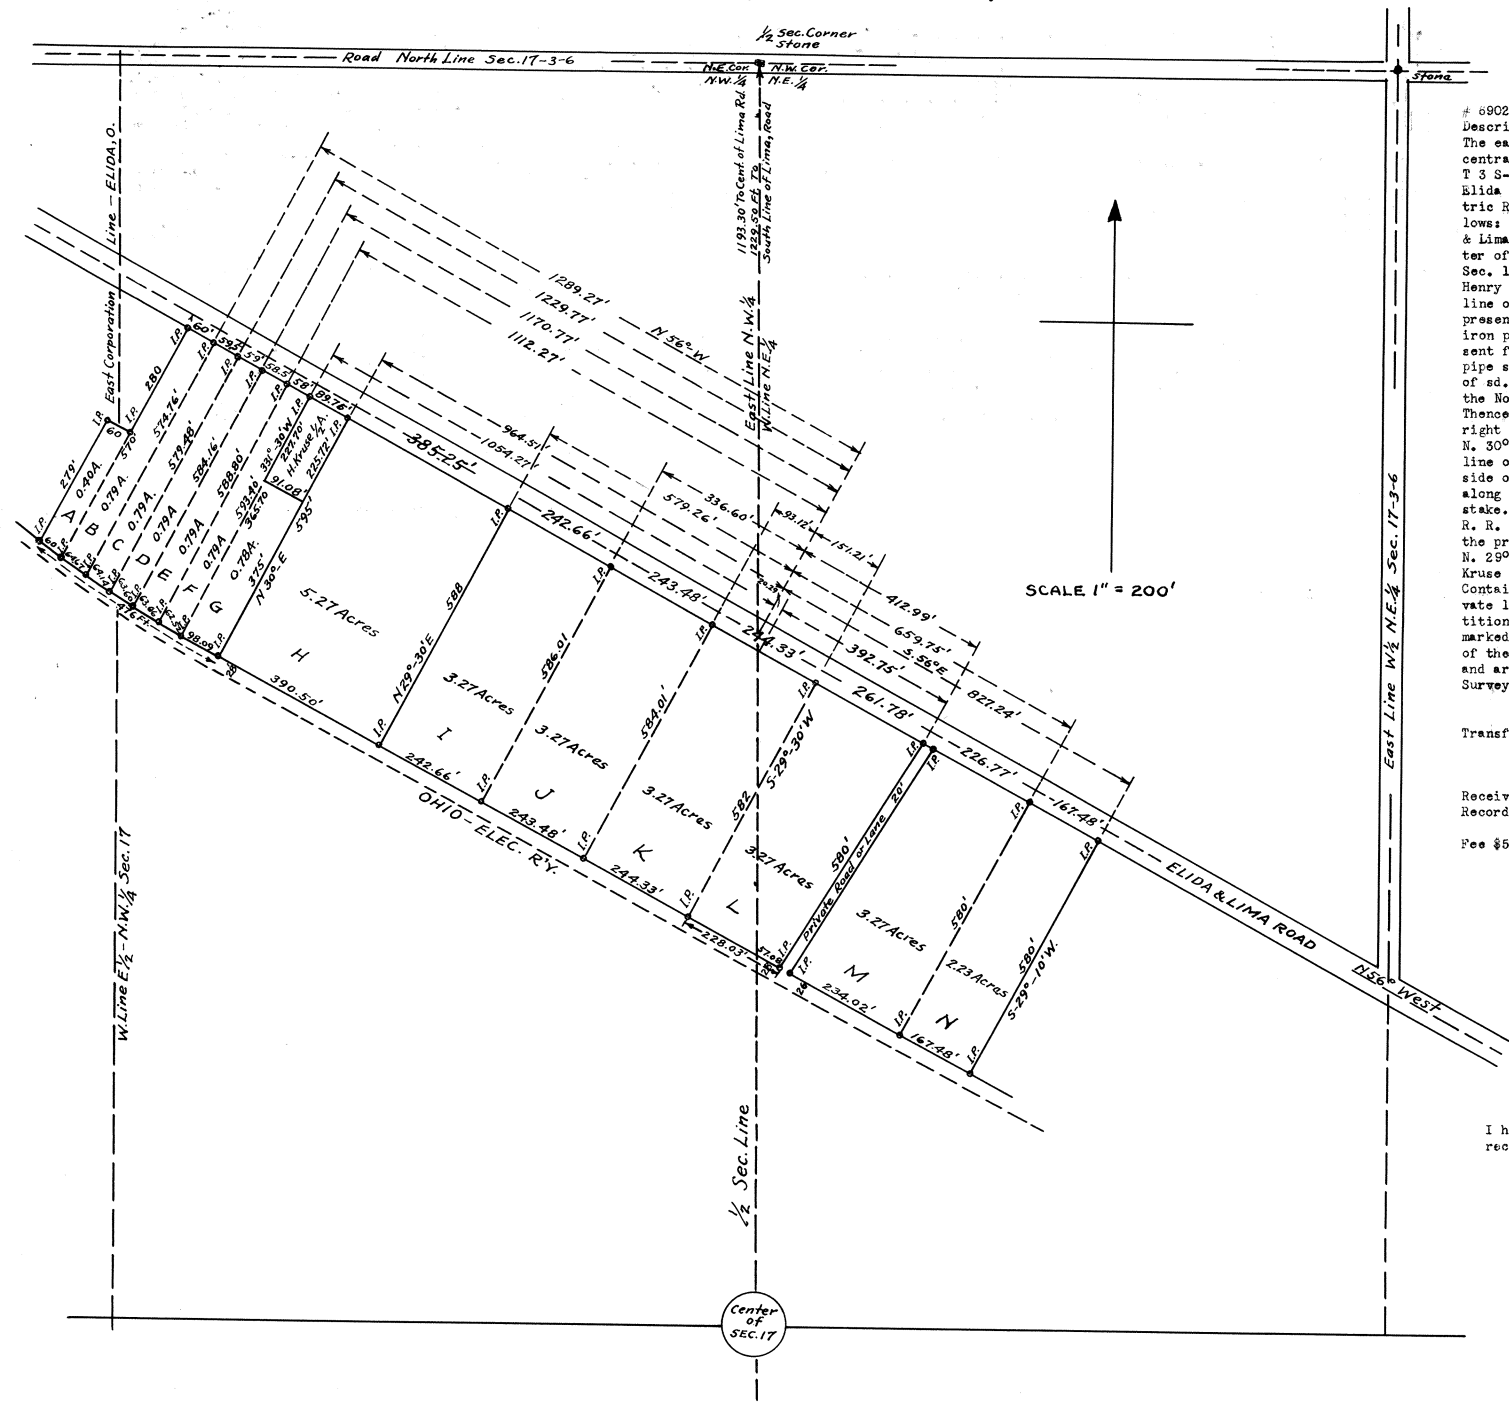 1/2 Sec. Corner
Stone
Road North Line Sec. 17-3-6
N.E. Cor. N.W. Cor.
N.W. 1/4 N.E. 1/4
Stone
East Corporation Line - ELIDA, O.
1193.30' To Cent. of Lima Rd.
1229.50 Ft. To
South Line of Lima, Road
East Line N.W. 1/4
W. Line N.E. 1/4
1289.27'
1229.77'
1170.77'
1112.27'
N 56°-W
60'
59.5'
59'
58.5'
58'
89.76'
I.P.
280
I.P.
60
I.P.
279'
0.40A.
A
570'
574.76'
0.79A.
B
579.48'
0.79A.
C
584.16'
0.79A
D
588.80'
0.79A
E
593.40'
0.79A
F
365.70
0.78A.
G
331°-30'W
227.70'
H. Kruse 1/2 A.
225.72'
91.08'
595'
375'
N 30°-E
964.51'
1054.27'
385.25'
5.27 Acres
H
588
N 29°-30'E
390.50'
28
98.09
476 Ft.
60'
242.66'
3.27 Acres
I
586.01
242.66'
579.26'
336.60'
93.12'
151.21'
243.48'
3.27 Acres
J
584.01'
243.48'
244.33'
3.27 Acres
K
582
S-29°-30'W
244.33'
412.99'
659.75'
S.56°E
392.75'
827.24'
261.78'
3.27 Acres
L
580'
Private Road or Lane 20'
228.03'
57.08
226.77'
3.27 Acres
M
580'
26
234.02'
167.48'
2.23 Acres
N
580'
S-29°-10'W.
167.48'
OHIO-ELEC. R'Y.
ELIDA & LIMA ROAD
N 56° West
SCALE 1" = 200'
East Line W 1/2 N.E. 1/4 Sec. 17-3-6
W. Line E 1/2 - N.W. 1/4 Sec. 17
1/2 Sec. Line
Center
of
SEC. 17
# 6902
Descri
The ea
centra
T 3 S-
Elida
tric R
lows:
& Lima
ter of
Sec. 1
Henry
line o
presen
iron p
sent f
pipe s
of sd.
the No
Thence
right
N. 30°
line o
side o
along
stake.
R. R.
the pr
N. 29°
Kruse
Contai
vate l
tition
marked
of the
and ar
Survey
Transf
Receiv
Record
Fee $5
I h
rec